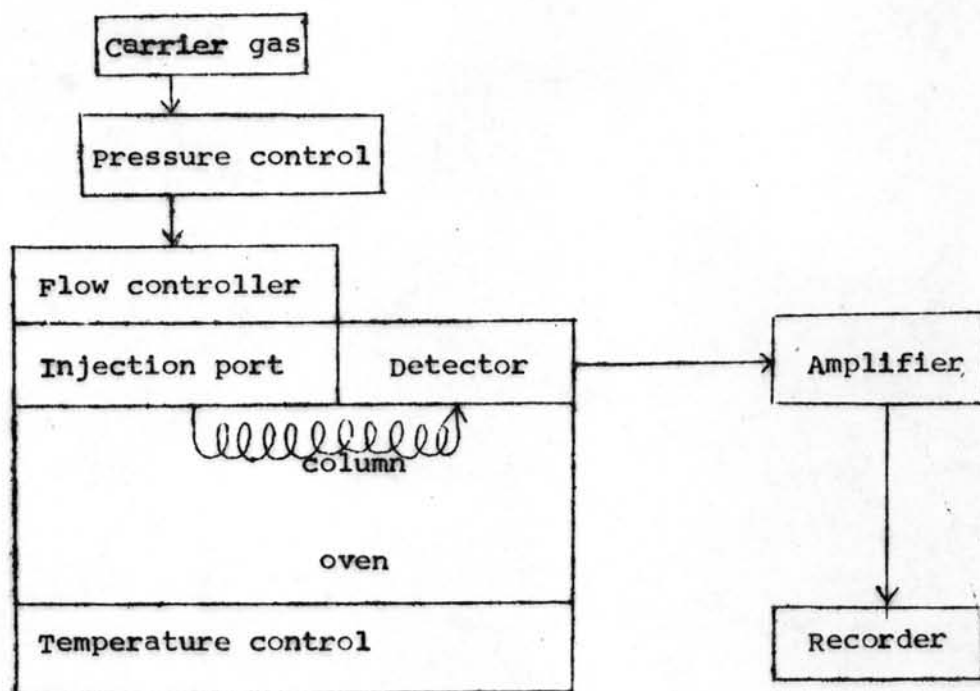 Carrier gas
Pressure control
Flow controller
Injection port
Detector
Amplifier
column
oven
Temperature control
Recorder